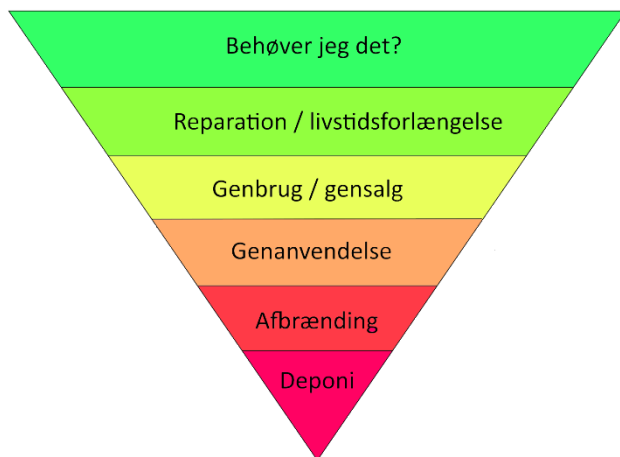 Behøver jeg det?
Reparation / livstidsforlængelse
Genbrug / gensalg
Genanvendelse
Afbrænding
Deponi